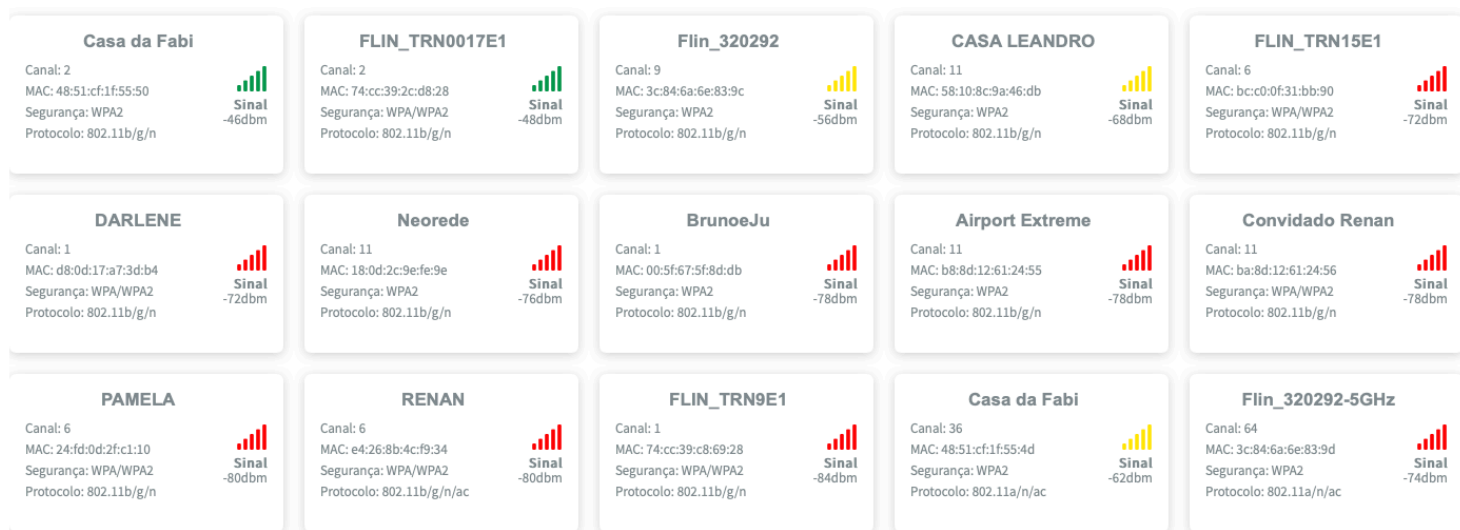 Casa da Fabi
Canal: 2
MAC: 48:51:cf:1f:55:50
Segurança: WPA2
Protocolo: 802.11b/g/n
Sinal
-46dbm
FLIN_TRN0017E1
Canal: 2
MAC: 74:cc:39:2c:d8:28
Segurança: WPA/WPA2
Protocolo: 802.11b/g/n
Sinal
-48dbm
Flin_320292
Canal: 9
MAC: 3c:84:6a:6e:83:9c
Segurança: WPA2
Protocolo: 802.11b/g/n
Sinal
-56dbm
CASA LEANDRO
Canal: 11
MAC: 58:10:8c:9a:46:db
Segurança: WPA2
Protocolo: 802.11b/g/n
Sinal
-68dbm
FLIN_TRN15E1
Canal: 6
MAC: bc:c0:0f:31:bb:90
Segurança: WPA/WPA2
Protocolo: 802.11b/g/n
Sinal
-72dbm
DARLENE
Canal: 1
MAC: d8:0d:17:a7:3d:b4
Segurança: WPA/WPA2
Protocolo: 802.11b/g/n
Sinal
-72dbm
Neorede
Canal: 11
MAC: 18:0d:2c:9e:fe:9e
Segurança: WPA2
Protocolo: 802.11b/g/n
Sinal
-76dbm
BrunoeJu
Canal: 1
MAC: 00:5f:67:5f:8d:db
Segurança: WPA2
Protocolo: 802.11b/g/n
Sinal
-78dbm
Airport Extreme
Canal: 11
MAC: b8:8d:12:61:24:55
Segurança: WPA2
Protocolo: 802.11b/g/n
Sinal
-78dbm
Convidado Renan
Canal: 11
MAC: ba:8d:12:61:24:56
Segurança: WPA/WPA2
Protocolo: 802.11b/g/n
Sinal
-78dbm
PAMELA
Canal: 6
MAC: 24:fd:0d:2f:c1:10
Segurança: WPA/WPA2
Protocolo: 802.11b/g/n
Sinal
-80dbm
RENAN
Canal: 6
MAC: e4:26:8b:4c:f9:34
Segurança: WPA/WPA2
Protocolo: 802.11b/g/n/ac
Sinal
-80dbm
FLIN_TRN9E1
Canal: 1
MAC: 74:cc:39:c8:69:28
Segurança: WPA/WPA2
Protocolo: 802.11b/g/n
Sinal
-84dbm
Casa da Fabi
Canal: 36
MAC: 48:51:cf:1f:55:4d
Segurança: WPA2
Protocolo: 802.11a/n/ac
Sinal
-62dbm
Flin_320292-5GHz
Canal: 64
MAC: 3c:84:6a:6e:83:9d
Segurança: WPA2
Protocolo: 802.11a/n/ac
Sinal
-74dbm